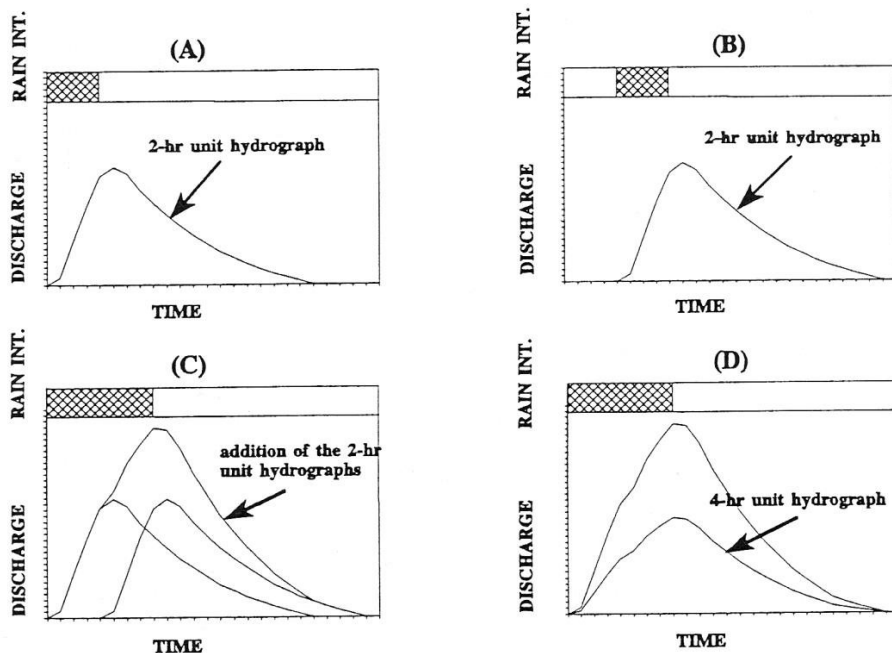 (A)
RAIN INT.
2-hr unit hydrograph
DISCHARGE
TIME
(B)
RAIN INT.
2-hr unit hydrograph
DISCHARGE
TIME
(C)
RAIN INT.
addition of the 2-hr
unit hydrographs
DISCHARGE
TIME
(D)
RAIN INT.
4-hr unit hydrograph
DISCHARGE
TIME